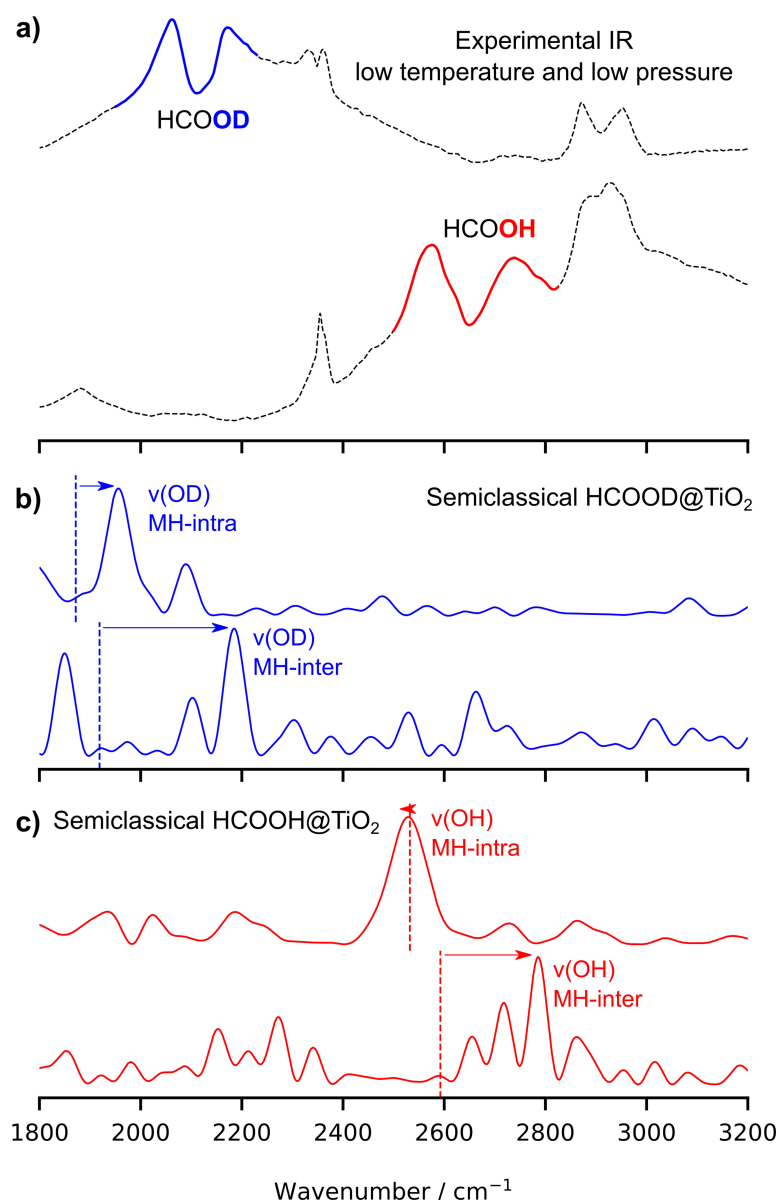 a)
Experimental IR
low temperature and low pressure
HCOOD
HCOOH
b)
Semiclassical HCOOD@TiO₂
v(OD)
MH-intra
v(OD)
MH-inter
c) Semiclassical HCOOH@TiO₂
v(OH)
MH-intra
v(OH)
MH-inter
1800 2000 2200 2400 2600 2800 3000 3200
Wavenumber / cm⁻¹